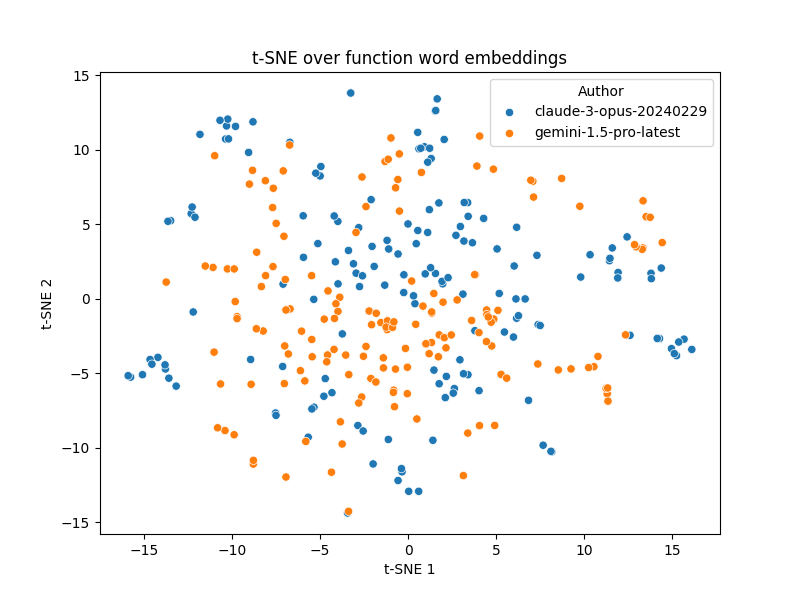 t-SNE over function word embeddings
Author
claude-3-opus-20240229
gemini-1.5-pro-latest
15
10
5
0
−5
−10
−15
t-SNE 2
−15
−10
−5
0
5
10
15
t-SNE 1